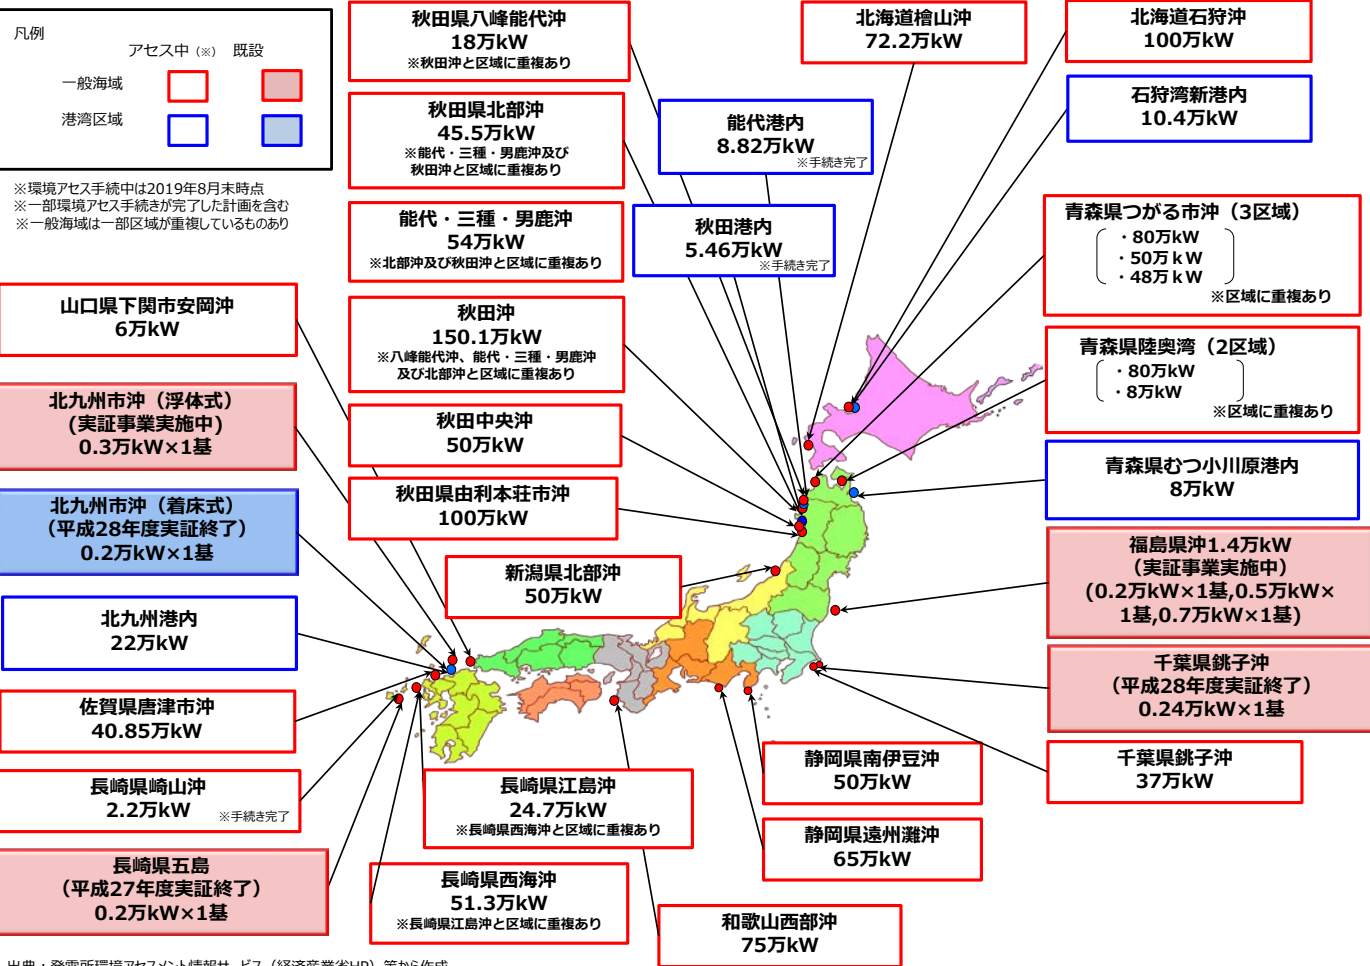 凡例
アセス中（※） 既設
一般海域
港湾区域
※環境アセス手続中は2019年8月末時点
※一部環境アセス手続きが完了した計画を含む
※一般海域は一部区域が重複しているものあり
秋田県八峰能代沖
18万kW
※秋田沖と区域に重複あり
秋田県北部沖
45.5万kW
※能代・三種・男鹿沖及び
秋田沖と区域に重複あり
能代・三種・男鹿沖
54万kW
※北部沖及び秋田沖と区域に重複あり
秋田沖
150.1万kW
※八峰能代沖、能代・三種・男鹿沖
及び北部沖と区域に重複あり
秋田中央沖
50万kW
秋田県由利本荘市沖
100万kW
新潟県北部沖
50万kW
能代港内
8.82万kW
※手続き完了
秋田港内
5.46万kW
※手続き完了
北海道檜山沖
72.2万kW
北海道石狩沖
100万kW
石狩湾新港内
10.4万kW
青森県つがる市沖（3区域）
・80万kW
・50万ｋW
・48万ｋW
※区域に重複あり
青森県陸奥湾（2区域）
・80万kW
・8万kW
※区域に重複あり
青森県むつ小川原港内
8万kW
福島県沖1.4万kW
(実証事業実施中)
(0.2万kW×1基,0.5万kW×
1基,0.7万kW×1基)
千葉県銚子沖
(平成28年度実証終了)
0.24万kW×1基
千葉県銚子沖
37万kW
山口県下関市安岡沖
6万kW
北九州市沖（浮体式）
(実証事業実施中)
0.3万kW×1基
北九州市沖（着床式）
(平成28年度実証終了)
0.2万kW×1基
北九州港内
22万kW
佐賀県唐津市沖
40.85万kW
長崎県崎山沖
2.2万kW
※手続き完了
長崎県五島
(平成27年度実証終了)
0.2万kW×1基
長崎県江島沖
24.7万kW
※長崎県西海沖と区域に重複あり
長崎県西海沖
51.3万kW
※長崎県江島沖と区域に重複あり
静岡県南伊豆沖
50万kW
静岡県遠州灘沖
65万kW
和歌山西部沖
75万kW
出典：発電所環境アセスメント情報サービス（経済産業省HP）等から作成